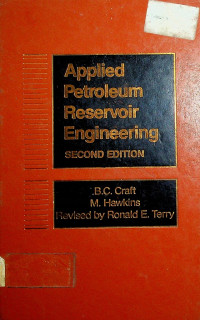 Applied
Petroleum
Reservoir
Engineering
SECOND EDITION
B.C. Craft
M. Hawkins
Revised by Ronald E. Terry